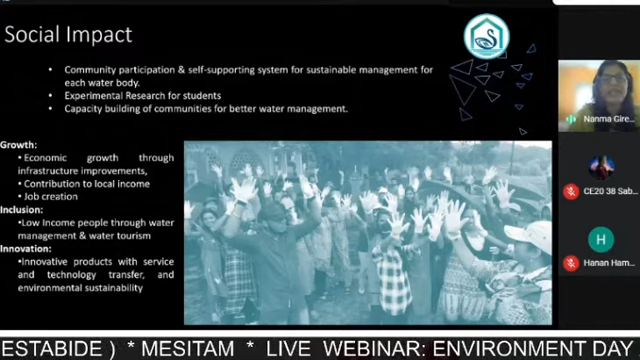 Social Impact
• Community participation & self-supporting system for sustainable management for
each water body.
• Experimental Research for students
• Capacity building of communities for better water management.
Growth:
• Economic growth through
infrastructure improvements,
• Contribution to local income
• Job creation
Inclusion:
•Low Income people through water
management & water tourism
Innovation:
•Innovative products with service
and technology transfer, and
environmental sustainability
Nanma Gire...
CE20 38 Sab...
H
Hanan Ham...
ESTABIDE ) * MESITAM * LIVE WEBINAR: ENVIRONMENT DAY